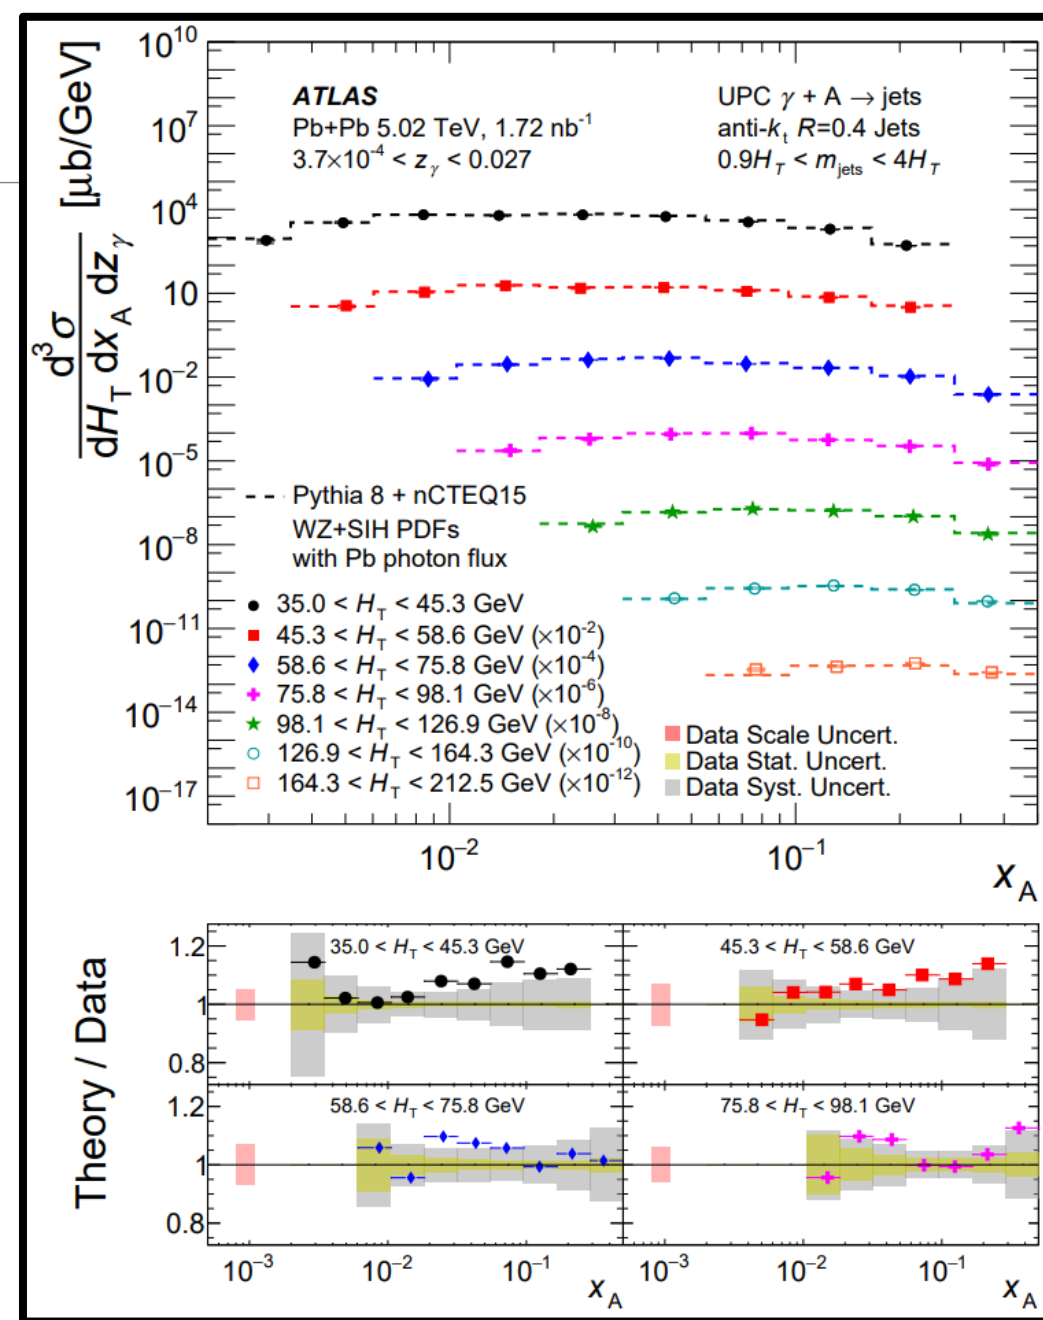 10^10
10^7
10^4
10
10^−2
10^−5
10^−8
10^−11
10^−14
10^−17
d^3 σ / dH_T dx_A dz_γ [μb/GeV]
ATLAS
Pb+Pb 5.02 TeV, 1.72 nb^-1
3.7×10^-4 < z_γ < 0.027
UPC γ + A → jets
anti-k_t R=0.4 Jets
0.9H_T < m_jets < 4H_T
Pythia 8 + nCTEQ15
WZ+SIH PDFs
with Pb photon flux
35.0 < H_T < 45.3 GeV
45.3 < H_T < 58.6 GeV (×10^-2)
58.6 < H_T < 75.8 GeV (×10^-4)
75.8 < H_T < 98.1 GeV (×10^-6)
98.1 < H_T < 126.9 GeV (×10^-8)
126.9 < H_T < 164.3 GeV (×10^-10)
164.3 < H_T < 212.5 GeV (×10^-12)
Data Scale Uncert.
Data Stat. Uncert.
Data Syst. Uncert.
10^−2 10^−1
x_A
Theory / Data
1.2
1
0.8
35.0 < H_T < 45.3 GeV
45.3 < H_T < 58.6 GeV
1.2
1
0.8
58.6 < H_T < 75.8 GeV
75.8 < H_T < 98.1 GeV
10^−3 10^−2 10^−1 10^−3 10^−2 10^−1
x_A x_A